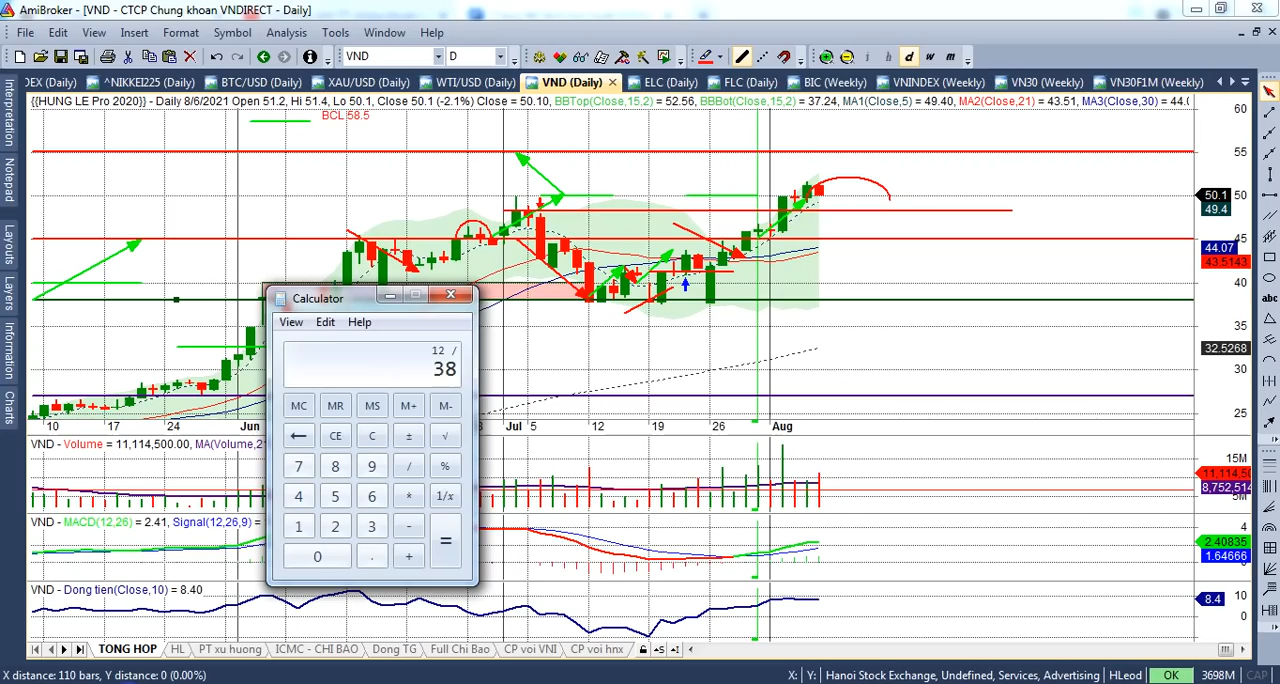 AmiBroker - [VND - CTCP Chung khoan VNDIRECT - Daily]
File Edit View Insert Format Symbol Analysis Tools Window Help
VND D i h d w m
DEX (Daily) ^NIKKEI225 (Daily) BTC/USD (Daily) XAU/USD (Daily) WTI/USD (Daily) VND (Daily) ELC (Daily) FLC (Daily) BIC (Weekly) VNINDEX (Weekly) VN30 (Weekly) VN30F1M (Weekly)
{{HUNG LE Pro 2020}} - Daily 8/6/2021 Open 51.2, Hi 51.4, Lo 50.1, Close 50.1 (-2.1%) Close = 50.10, BBTop(Close,15,2) = 52.56, BBBot(Close,15,2) = 37.24, MA1(Close,5) = 49.40, MA2(Close,21) = 43.51, MA3(Close,30) = 44.0
BCL 58.5
60
55
50
50.1
49.4
45
44.07
43.5143
40
35
32.5268
30
25
10 17 24 Jun Jul 5 12 19 26 Aug
Interpretation
Notepad
Layouts
Layers
Information
Charts
abc
Calculator
View Edit Help
12 /
38
MC MR MS M+ M-
← CE C ± √
7 8 9 / %
4 5 6 * 1/x
1 2 3 - =
0 . +
VND - Volume = 11,114,500.00, MA(Volume,2
15M
11,114,50
8,752,514
5M
VND - MACD(12,26) = 2.41, Signal(12,26,9) =
4
2.40835
1.64666
0
VND - Dong tien(Close,10) = 8.40
10
8.4
0
TONG HOP HL PT xu huong ICMC - CHI BAO Dong TG Full Chi Bao CP voi VNI CP voi hnx
X distance: 110 bars, Y distance: 0 (0.00%) X: Y: Hanoi Stock Exchange, Undefined, Services, Advertising HLeod OK 3698M CAP